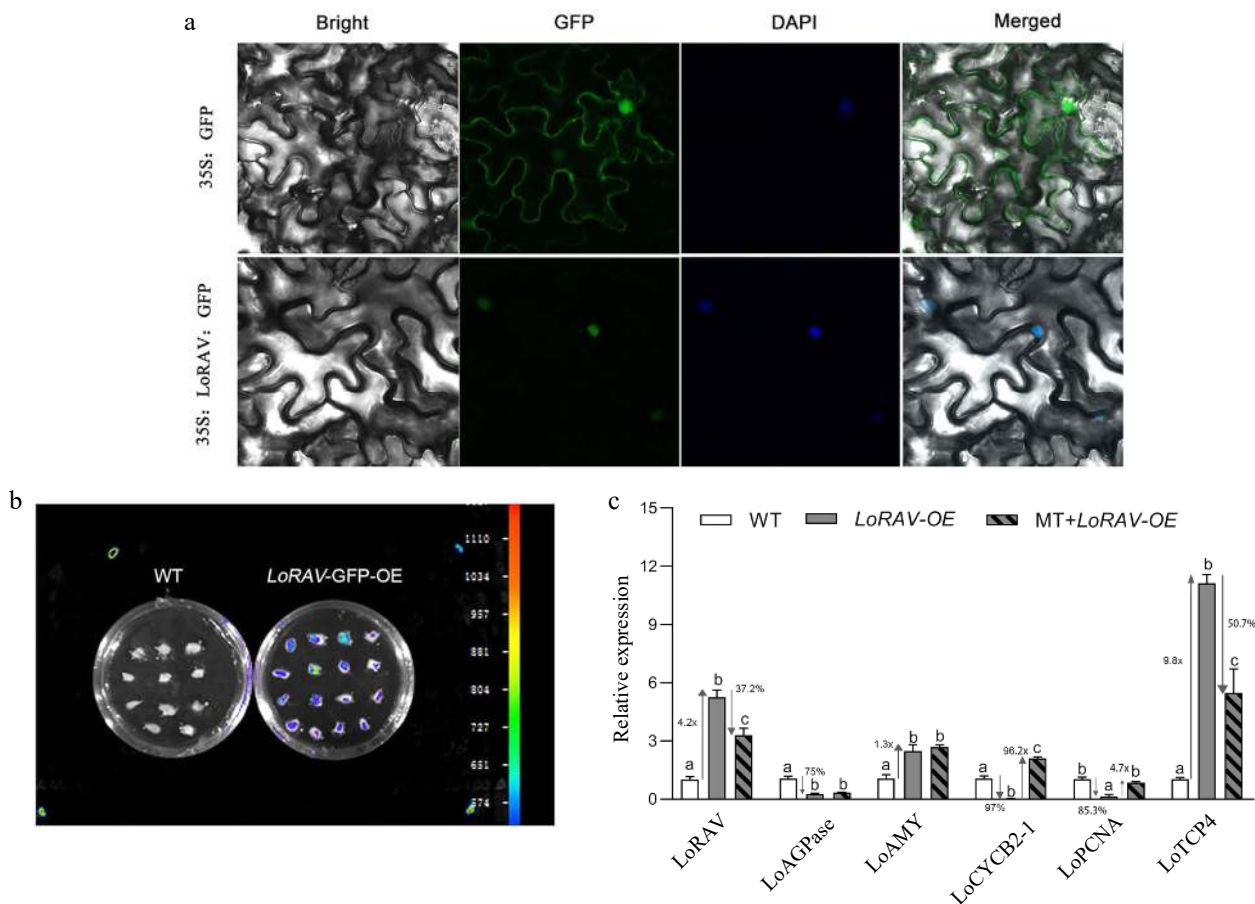 a
Bright GFP DAPI Merged
35S: GFP
35S: LoRAV: GFP
b
WT LoRAV-GFP-OE
1110
1034
957
881
804
727
651
574
c
WT LoRAV-OE MT+LoRAV-OE
Relative expression
15
12
9
6
3
0
a 4.2x b 37.2% c
a 75% b b
a 1.3x b b
a 97% b 96.2x c
b 85.3% a 4.7x b
a 9.8x b 50.7% c
LoRAV
LoAGPase
LoAMY
LoCYCB2-1
LoPCNA
LoTCP4